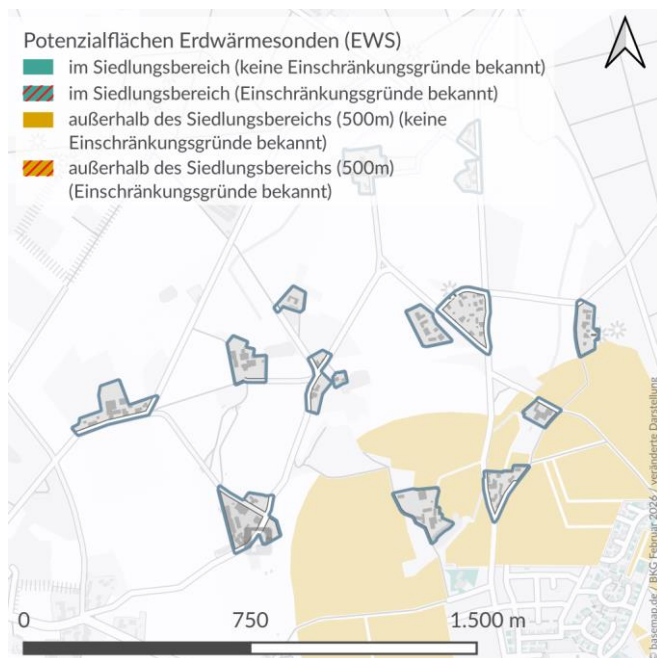 Potenzialflächen Erdwärmesonden (EWS)
im Siedlungsbereich (keine Einschränkungsgründe bekannt)
im Siedlungsbereich (Einschränkungsgründe bekannt)
außerhalb des Siedlungsbereichs (500m) (keine
Einschränkungsgründe bekannt)
außerhalb des Siedlungsbereichs (500m)
(Einschränkungsgründe bekannt)
0 750 1.500 m
© basemap.de / BKG Februar 2026 / veränderte Darstellung